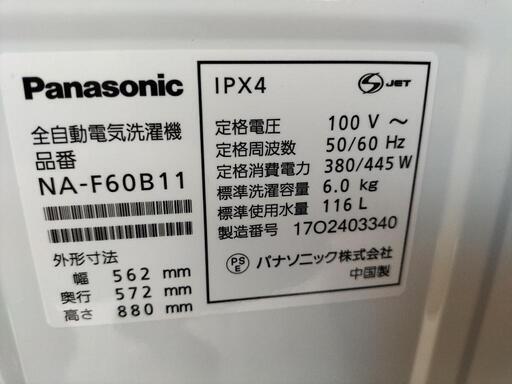 Panasonic
全自動電気洗濯機
品番
NA-F60B11
外形寸法
幅 562 mm
奥行 572 mm
高さ 880 mm
IPX4
S JET
定格電圧 100 V～
定格周波数 50/60 Hz
定格消費電力 380/445 W
標準洗濯容量 6.0 kg
標準使用水量 116 L
製造番号 1702403340
PSE パナソニック株式会社
中国製